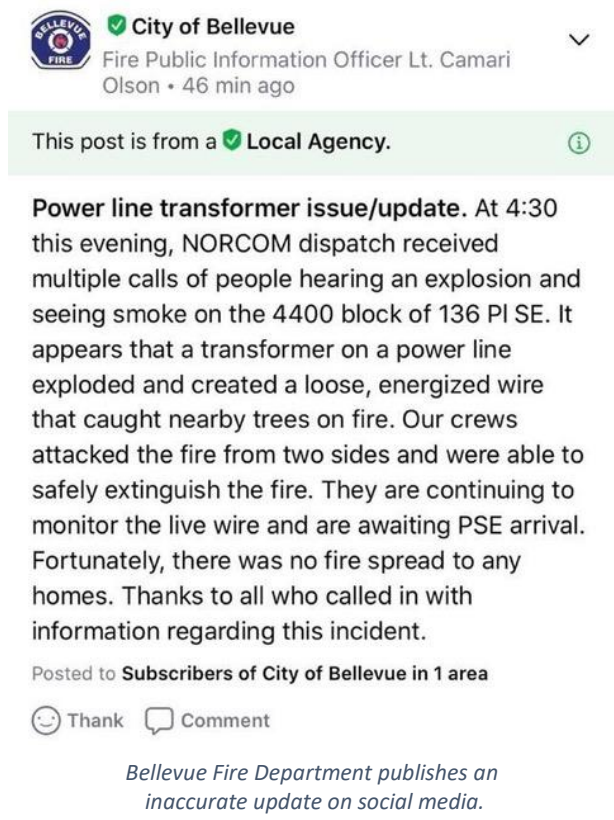 BELLEVUE
FIRE
City of Bellevue
Fire Public Information Officer Lt. Camari
Olson • 46 min ago
This post is from a Local Agency.
Power line transformer issue/update. At 4:30
this evening, NORCOM dispatch received
multiple calls of people hearing an explosion and
seeing smoke on the 4400 block of 136 Pl SE. It
appears that a transformer on a power line
exploded and created a loose, energized wire
that caught nearby trees on fire. Our crews
attacked the fire from two sides and were able to
safely extinguish the fire. They are continuing to
monitor the live wire and are awaiting PSE arrival.
Fortunately, there was no fire spread to any
homes. Thanks to all who called in with
information regarding this incident.
Posted to Subscribers of City of Bellevue in 1 area
Thank Comment
Bellevue Fire Department publishes an
inaccurate update on social media.